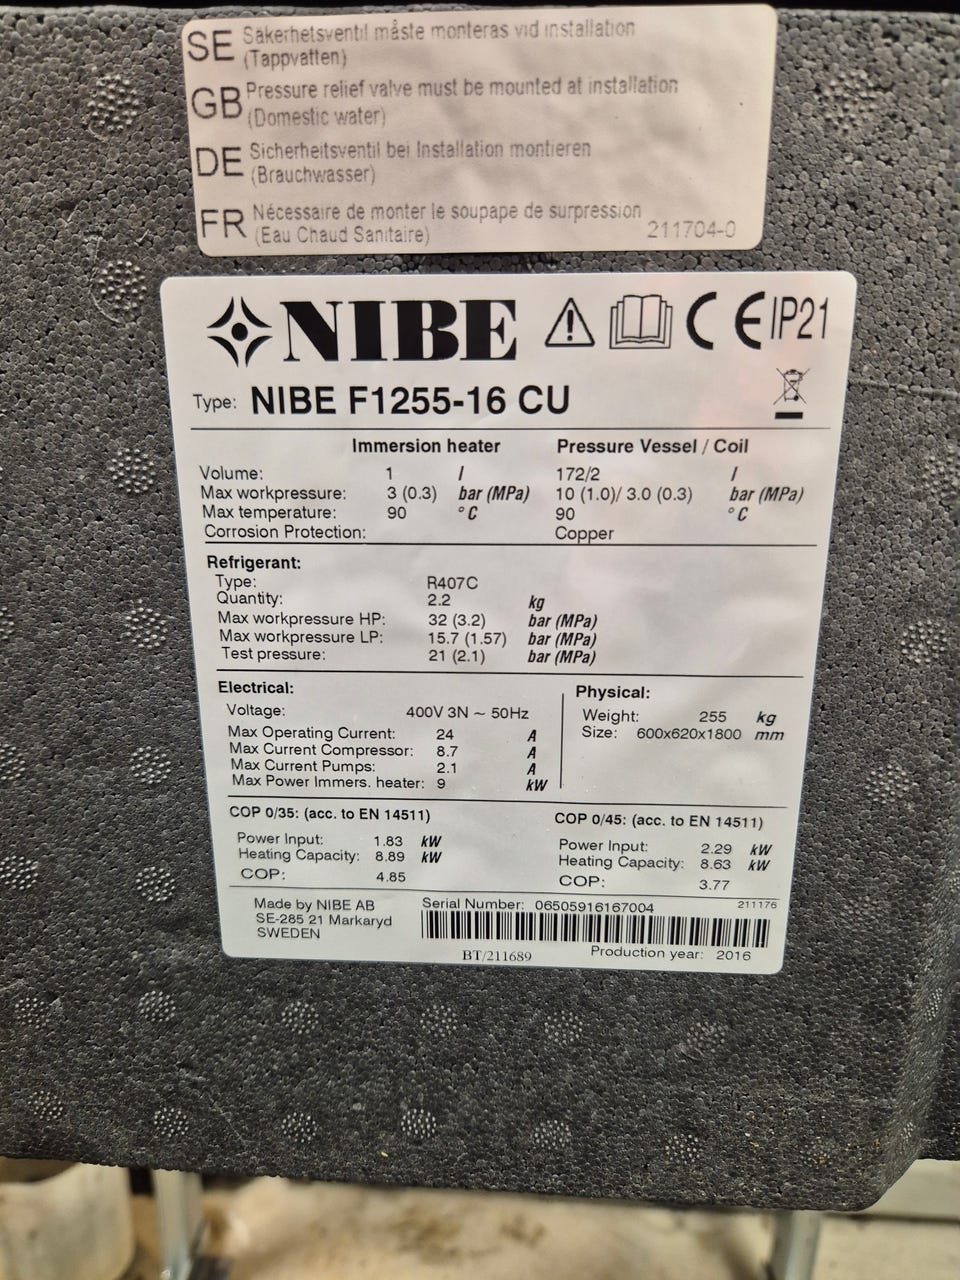 SE Säkerhetsventil måste monteras vid installation
(Tappvatten)
GB Pressure relief valve must be mounted at installation
(Domestic water)
DE Sicherheitsventil bei Installation montieren
(Brauchwasser)
FR Nécessaire de monter le soupape de surpression
(Eau Chaud Sanitaire) 211704-0
NIBE CE IP21
Type: NIBE F1255-16 CU
Immersion heater Pressure Vessel / Coil
Volume: 1 l 172/2 l
Max workpressure: 3 (0.3) bar (MPa) 10 (1.0)/ 3.0 (0.3) bar (MPa)
Max temperature: 90 °C 90 °C
Corrosion Protection: Copper
Refrigerant:
Type: R407C
Quantity: 2.2 kg
Max workpressure HP: 32 (3.2) bar (MPa)
Max workpressure LP: 15.7 (1.57) bar (MPa)
Test pressure: 21 (2.1) bar (MPa)
Electrical: Physical:
Voltage: 400V 3N ~ 50Hz Weight: 255 kg
Max Operating Current: 24 A Size: 600x620x1800 mm
Max Current Compressor: 8.7 A
Max Current Pumps: 2.1 A
Max Power Immers. heater: 9 kW
COP 0/35: (acc. to EN 14511) COP 0/45: (acc. to EN 14511)
Power Input: 1.83 kW Power Input: 2.29 kW
Heating Capacity: 8.89 kW Heating Capacity: 8.63 kW
COP: 4.85 COP: 3.77
Made by NIBE AB Serial Number: 06505916167004 211176
SE-285 21 Markaryd
SWEDEN
BT/211689 Production year: 2016